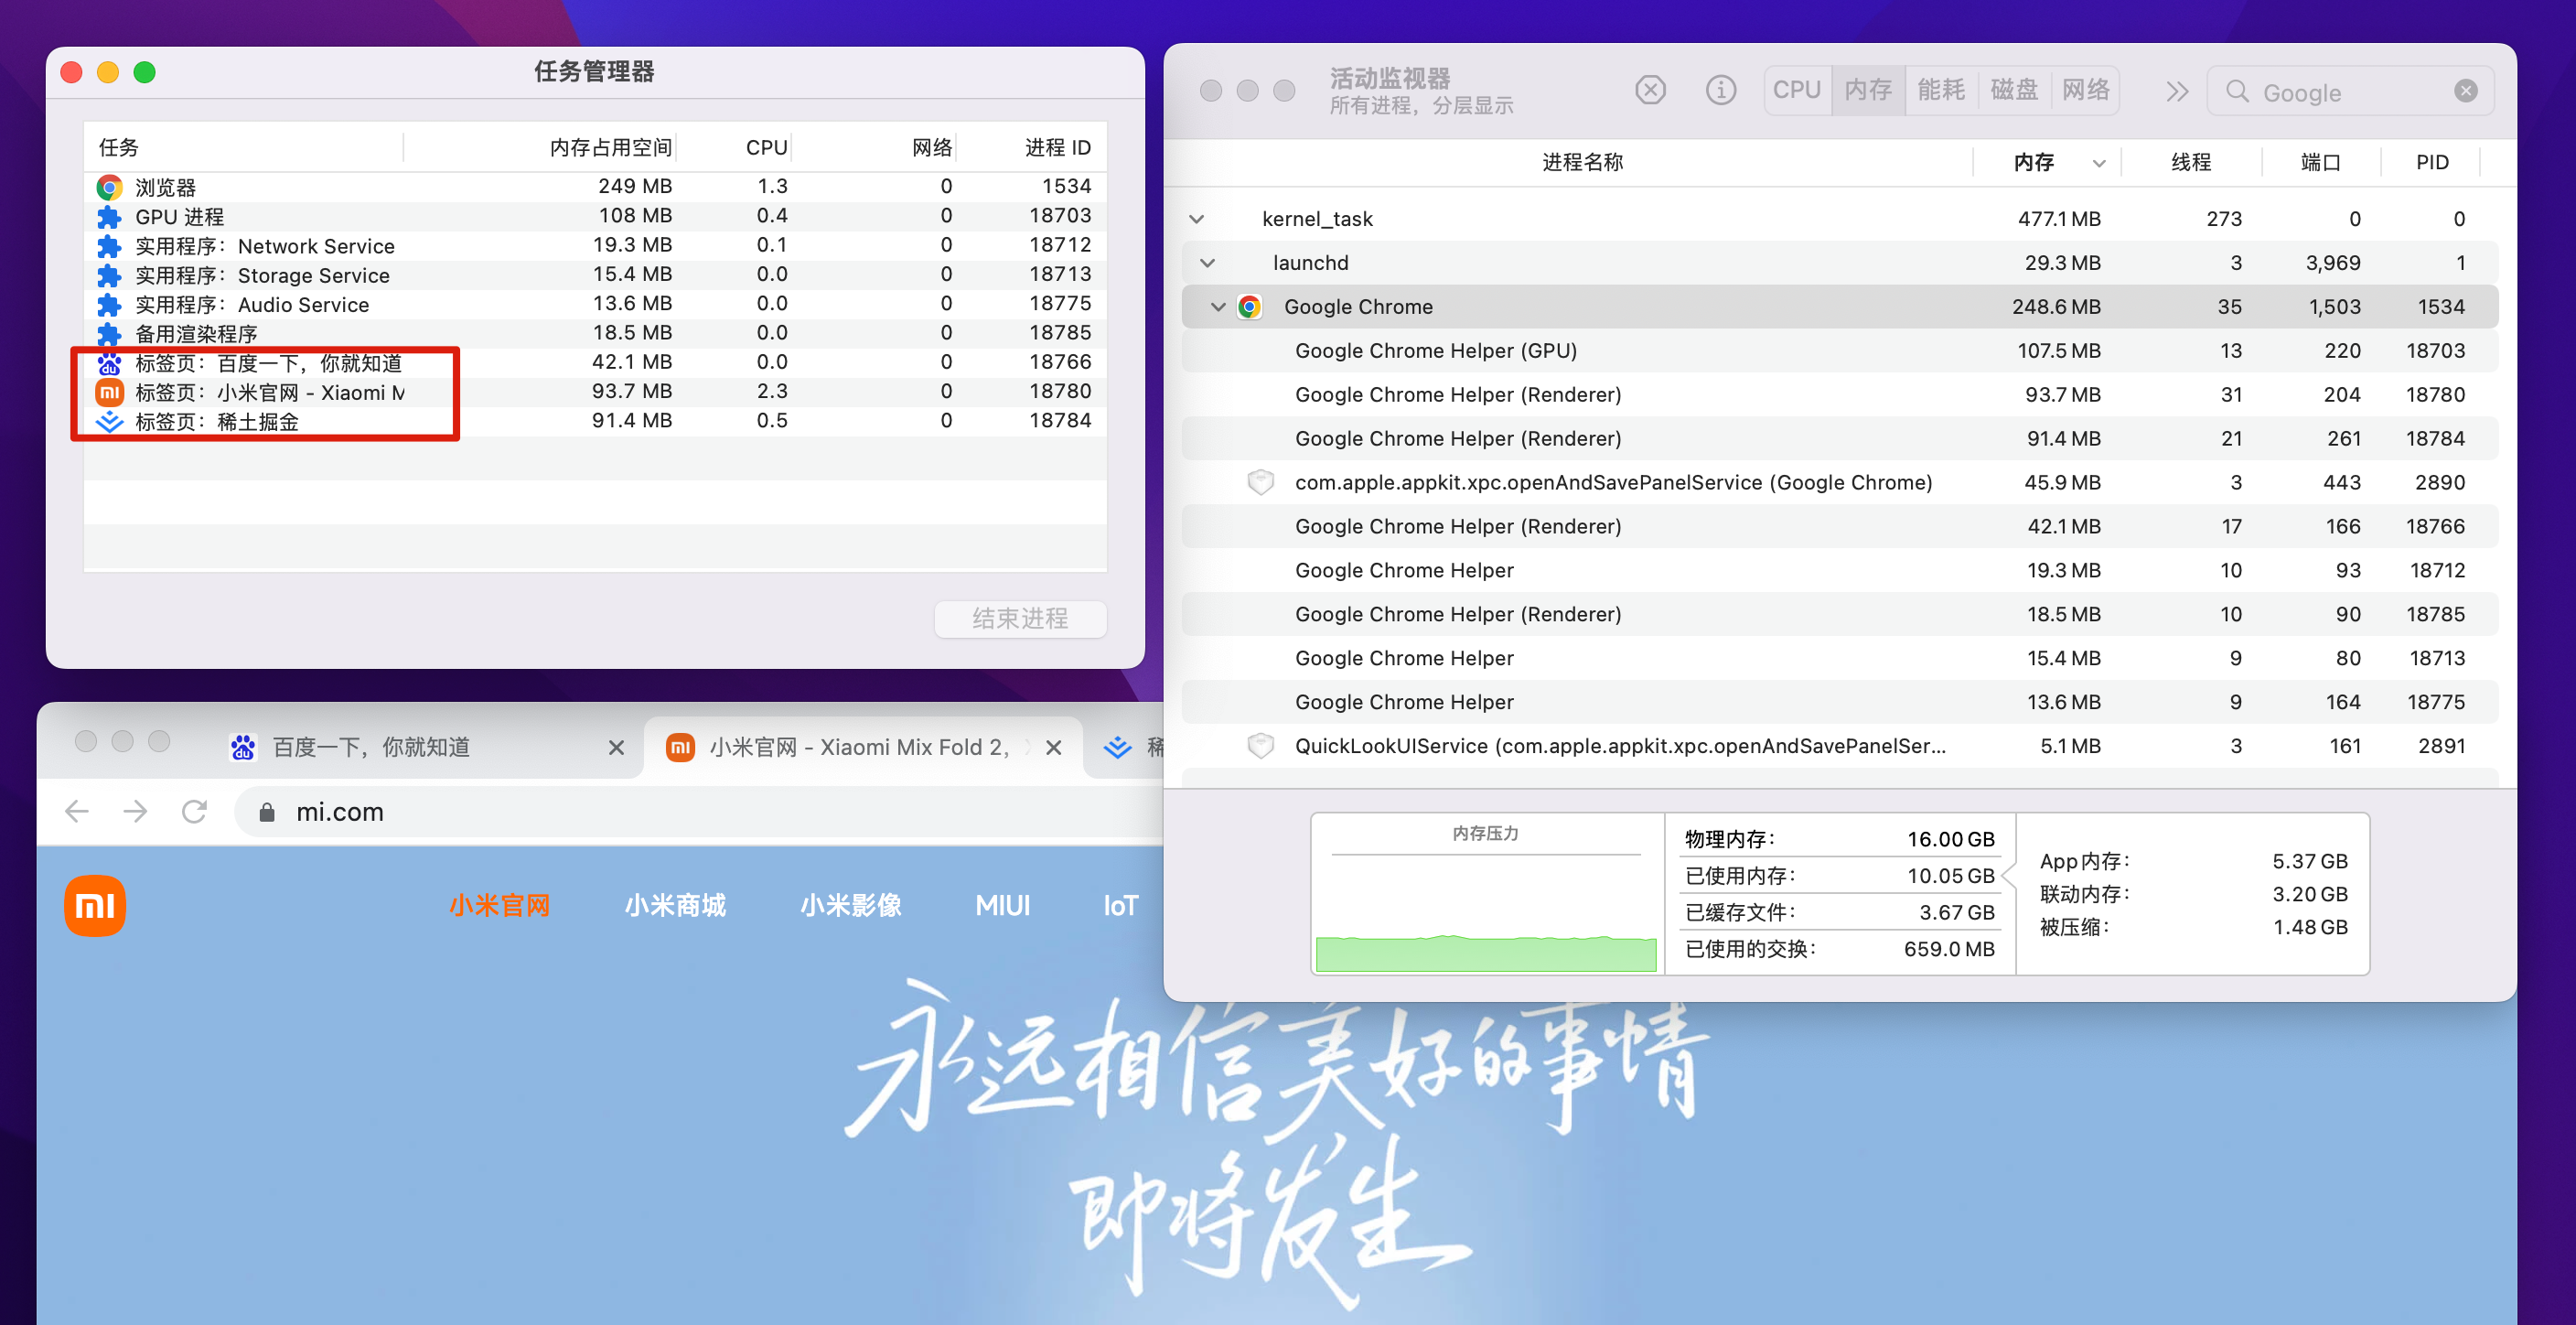 任务管理器
任务 内存占用空间 CPU 网络 进程 ID
浏览器 249 MB 1.3 0 1534
GPU 进程 108 MB 0.4 0 18703
实用程序：Network Service 19.3 MB 0.1 0 18712
实用程序：Storage Service 15.4 MB 0.0 0 18713
实用程序：Audio Service 13.6 MB 0.0 0 18775
备用渲染程序 18.5 MB 0.0 0 18785
标签页：百度一下，你就知道 42.1 MB 0.0 0 18766
标签页：小米官网 - Xiaomi M 93.7 MB 2.3 0 18780
标签页：稀土掘金 91.4 MB 0.5 0 18784
结束进程
活动监视器
所有进程，分层显示
CPU 内存 能耗 磁盘 网络 Google
进程名称 内存 线程 端口 PID
kernel_task 477.1 MB 273 0 0
launchd 29.3 MB 3 3,969 1
Google Chrome 248.6 MB 35 1,503 1534
Google Chrome Helper (GPU) 107.5 MB 13 220 18703
Google Chrome Helper (Renderer) 93.7 MB 31 204 18780
Google Chrome Helper (Renderer) 91.4 MB 21 261 18784
com.apple.appkit.xpc.openAndSavePanelService (Google Chrome) 45.9 MB 3 443 2890
Google Chrome Helper (Renderer) 42.1 MB 17 166 18766
Google Chrome Helper 19.3 MB 10 93 18712
Google Chrome Helper (Renderer) 18.5 MB 10 90 18785
Google Chrome Helper 15.4 MB 9 80 18713
Google Chrome Helper 13.6 MB 9 164 18775
QuickLookUIService (com.apple.appkit.xpc.openAndSavePanelSer... 5.1 MB 3 161 2891
内存压力
物理内存： 16.00 GB
已使用内存： 10.05 GB
已缓存文件： 3.67 GB
已使用的交换： 659.0 MB
App内存： 5.37 GB
联动内存： 3.20 GB
被压缩： 1.48 GB
百度一下，你就知道 小米官网 - Xiaomi Mix Fold 2， 稀
mi.com
mi 小米官网 小米商城 小米影像 MIUI IoT
永远相信美好的事情
即将发生